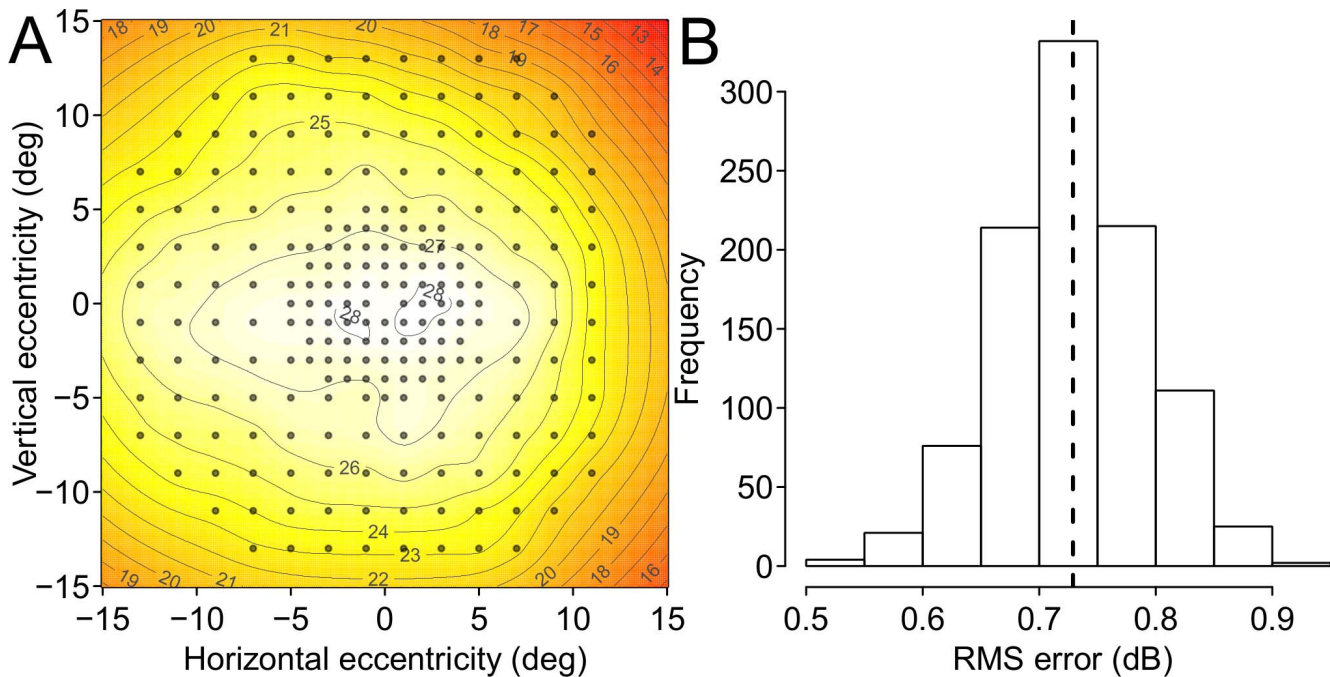 A
15
10
5
0
−5
−10
−15
Vertical eccentricity (deg)
18 19 20 21 18 17 15 13
19 16 14
25
27
28
28
26
24
23
22
19 20 21 20 18 16
19
−15 −10 −5 0 5 10 15
Horizontal eccentricity (deg)
B
300
250
200
150
100
50
0
Frequency
0.5 0.6 0.7 0.8 0.9
RMS error (dB)